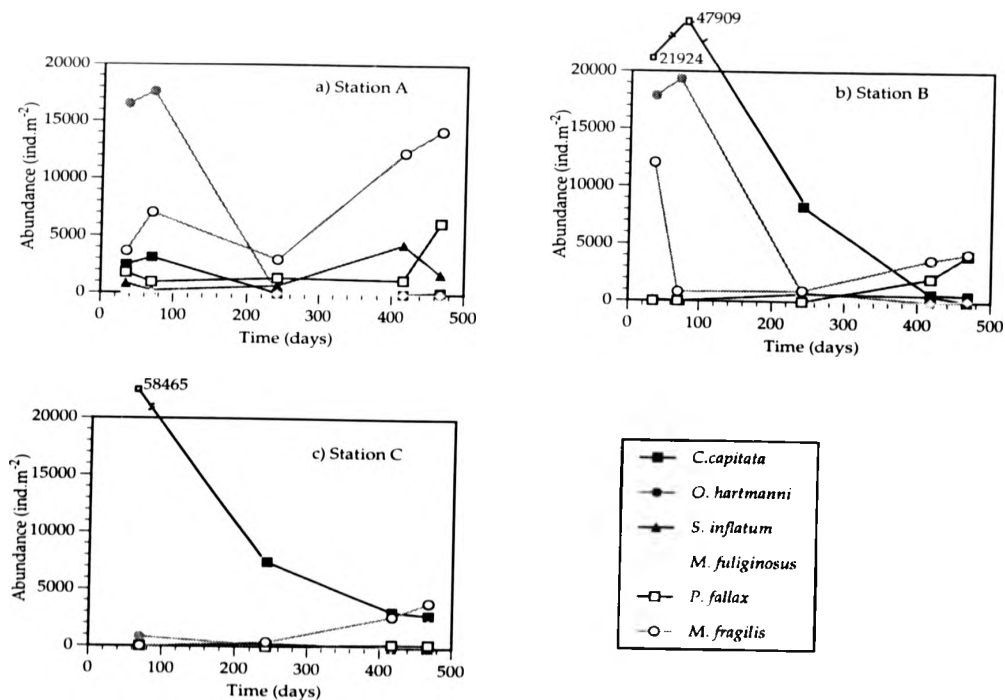 a) Station A
Abundance (ind.m⁻²)
20000
15000
10000
5000
0
0 100 200 300 400 500
Time (days)
47909
21924
b) Station B
Abundance (ind.m⁻²)
20000
15000
10000
5000
0
0 100 200 300 400 500
Time (days)
58465
c) Station C
Abundance (ind.m⁻²)
20000
15000
10000
5000
0
0 100 200 300 400 500
Time (days)
C.capitata
O. hartmanni
S. inflatum
M. fuliginosus
P. fallax
M. fragilis